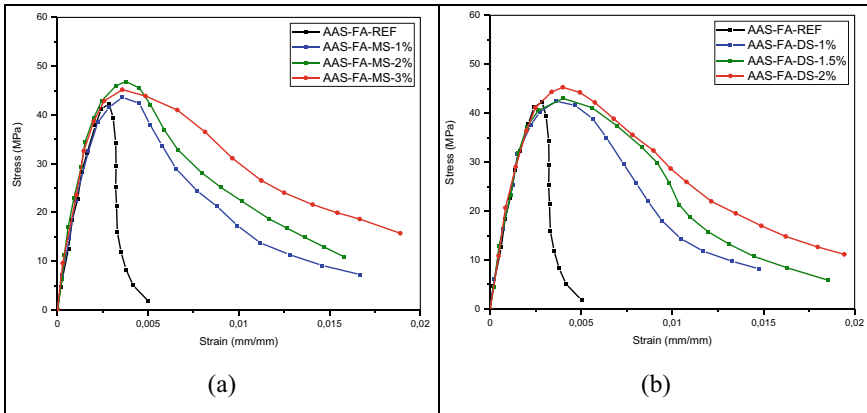 60
50
40
30
20
10
0
Stress (MPa)
0
0,005
0,01
0,015
0,02
Strain (mm/mm)
AAS-FA-REF
AAS-FA-MS-1%
AAS-FA-MS-2%
AAS-FA-MS-3%
(a)
60
50
40
30
20
10
0
Stress (MPa)
0
0,005
0,01
0,015
0,02
Strain (mm/mm)
AAS-FA-REF
AAS-FA-DS-1%
AAS-FA-DS-1.5%
AAS-FA-DS-2%
(b)